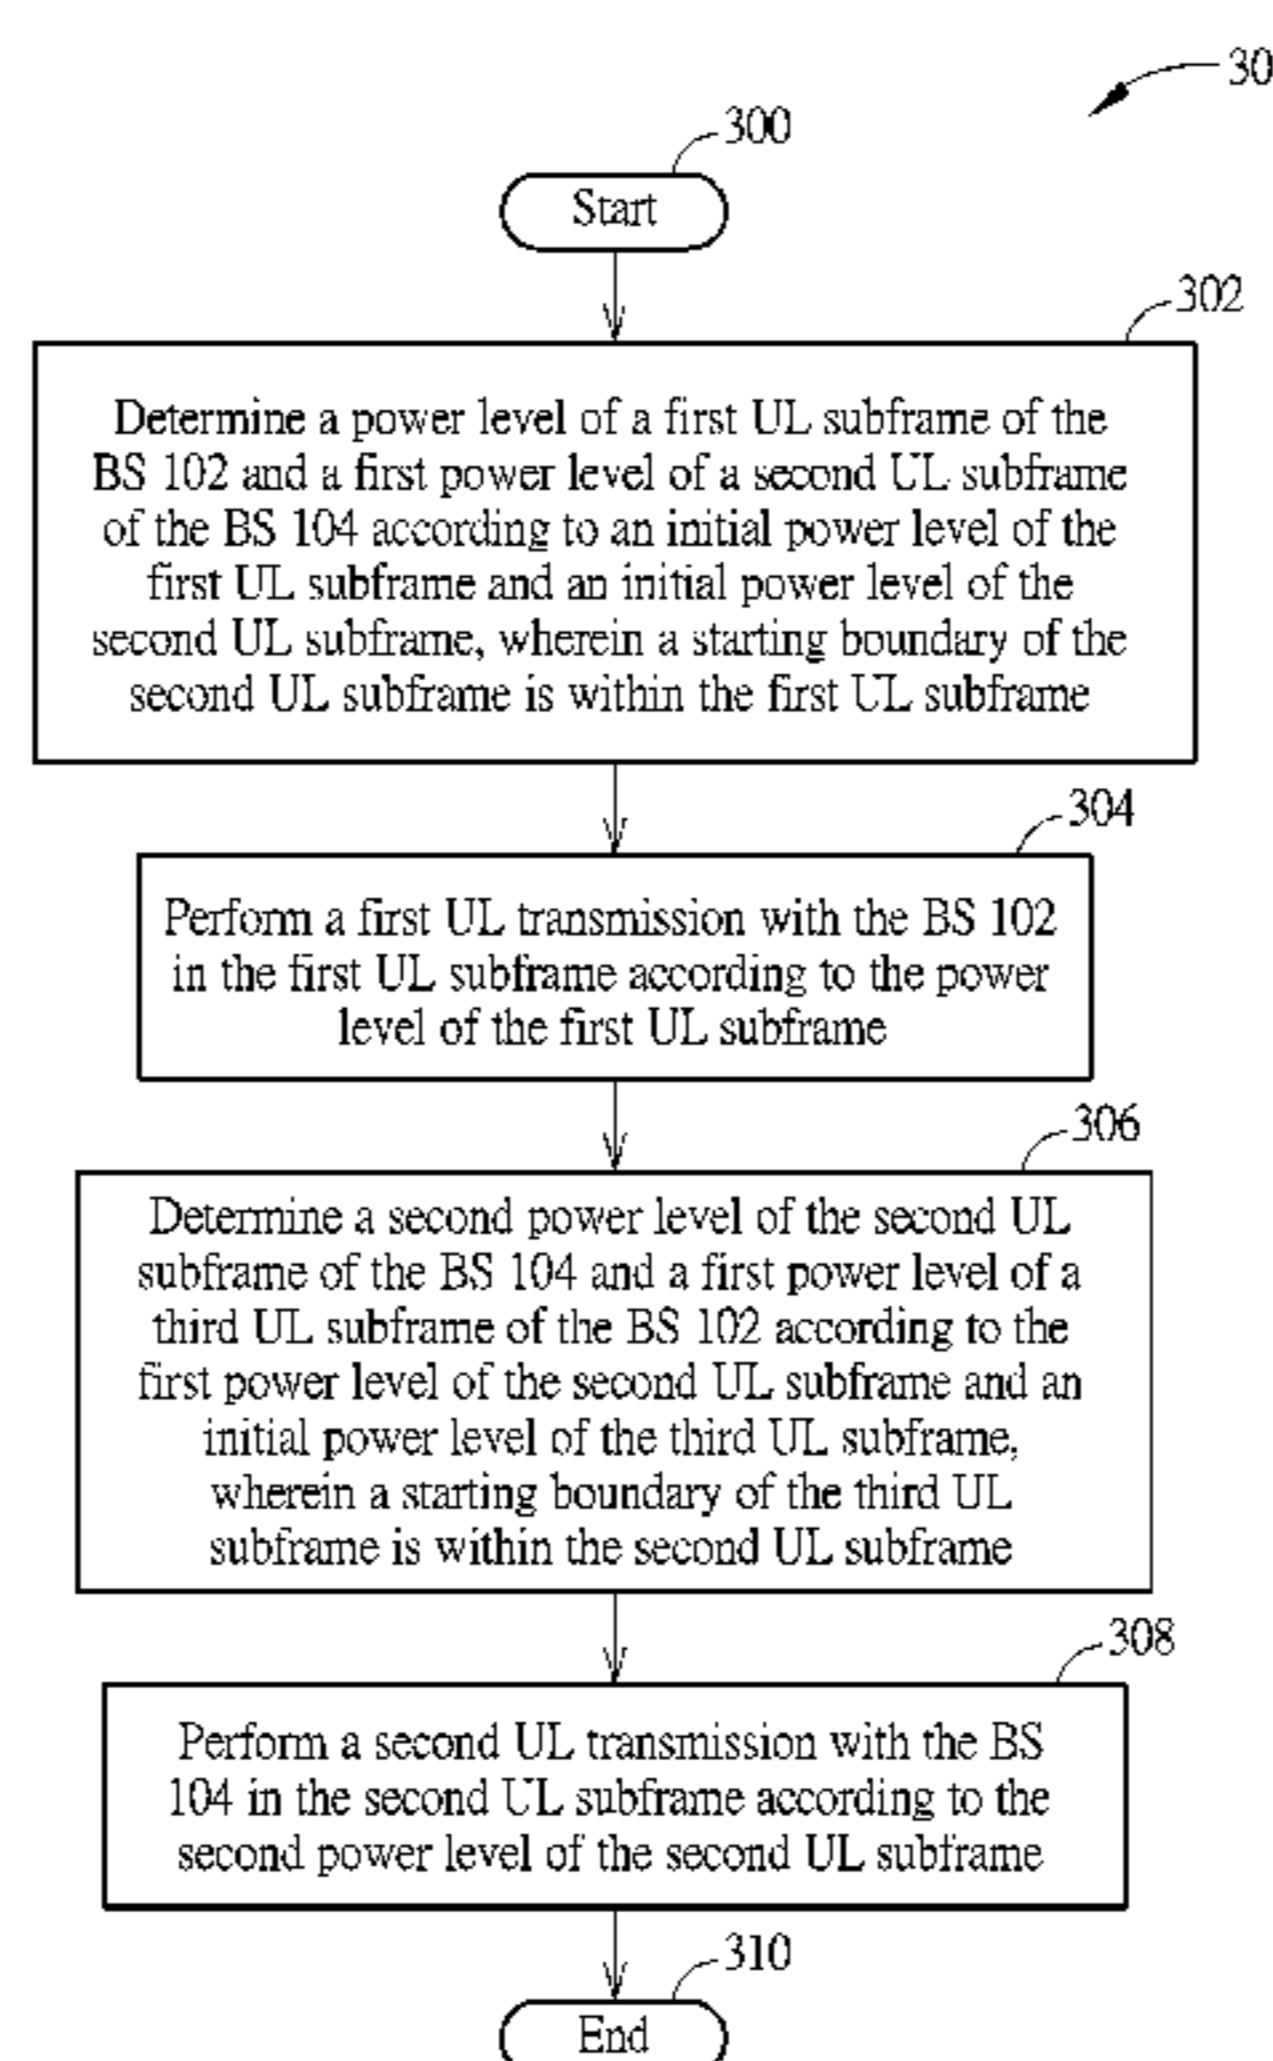 30
300
Start
302
Determine a power level of a first UL subframe of the
BS 102 and a first power level of a second UL subframe
of the BS 104 according to an initial power level of the
first UL subframe and an initial power level of the
second UL subframe, wherein a starting boundary of the
second UL subframe is within the first UL subframe
304
Perform a first UL transmission with the BS 102
in the first UL subframe according to the power
level of the first UL subframe
306
Determine a second power level of the second UL
subframe of the BS 104 and a first power level of a
third UL subframe of the BS 102 according to the
first power level of the second UL subframe and an
initial power level of the third UL subframe,
wherein a starting boundary of the third UL
subframe is within the second UL subframe
308
Perform a second UL transmission with the BS
104 in the second UL subframe according to the
second power level of the second UL subframe
310
End